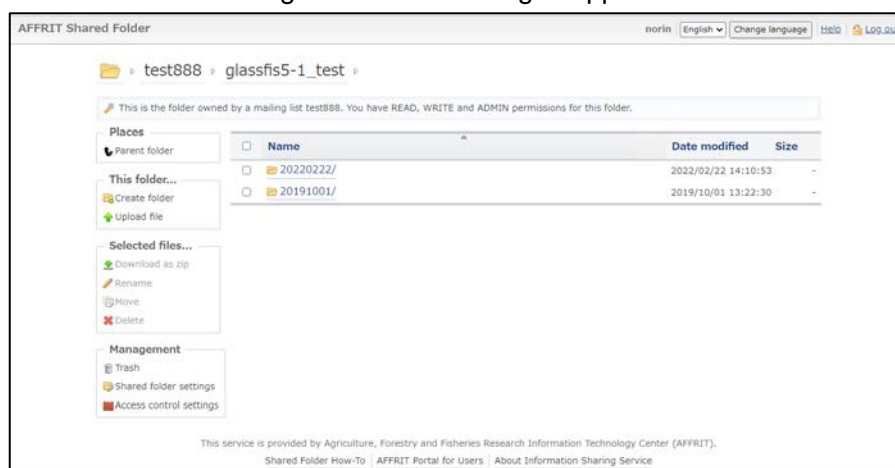 AFFRIT Shared Folder norin English Change language Help Log ou
test888 glassfis5-1_test
This is the folder owned by a mailing list test888. You have READ, WRITE and ADMIN permissions for this folder.
Places
Parent folder
This folder...
Create folder
Upload file
Selected files...
Download as zip
Rename
Move
Delete
Management
Trash
Shared folder settings
Access control settings
Name Date modified Size
20220222/ 2022/02/22 14:10:53 -
20191001/ 2019/10/01 13:22:30 -
This service is provided by Agriculture, Forestry and Fisheries Research Information Technology Center (AFFRIT).
Shared Folder How-To AFFRIT Portal for Users About Information Sharing Service